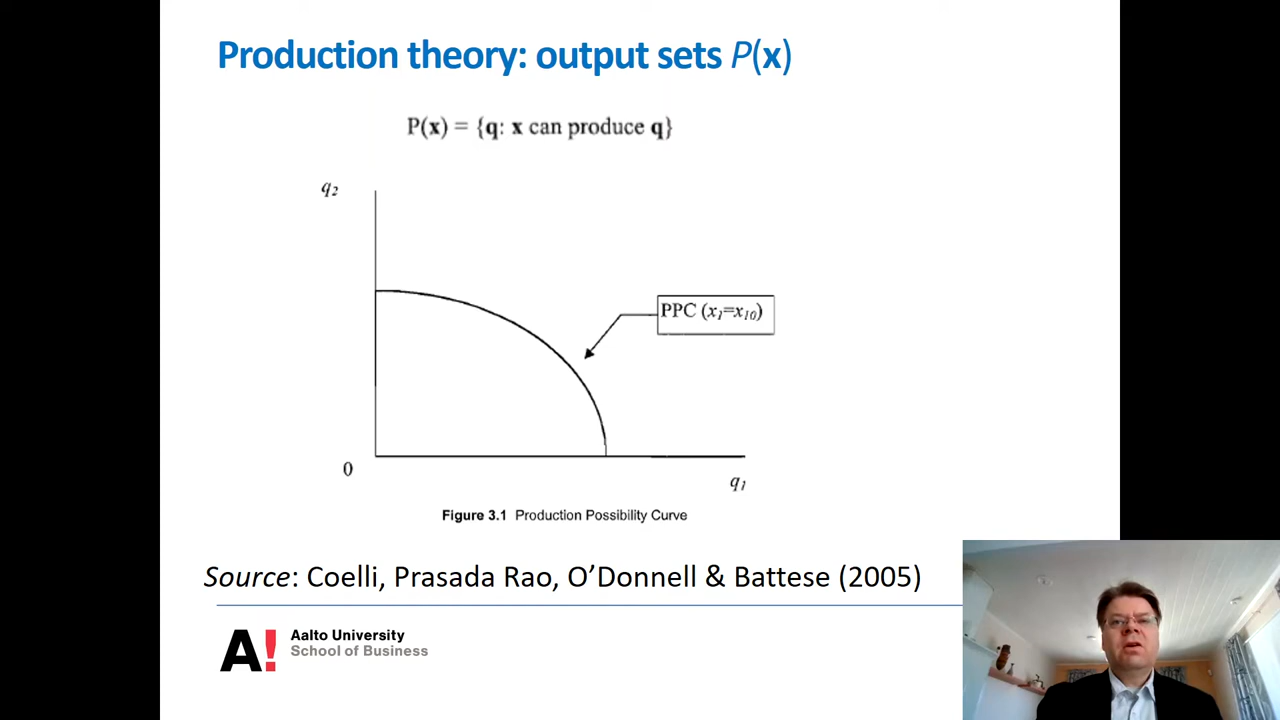 Production theory: output sets P(x)
P(x) = {q: x can produce q}
q2
PPC (x1=x10)
0
q1
Figure 3.1 Production Possibility Curve
Source: Coelli, Prasada Rao, O’Donnell & Battese (2005)
A!
Aalto University
School of Business